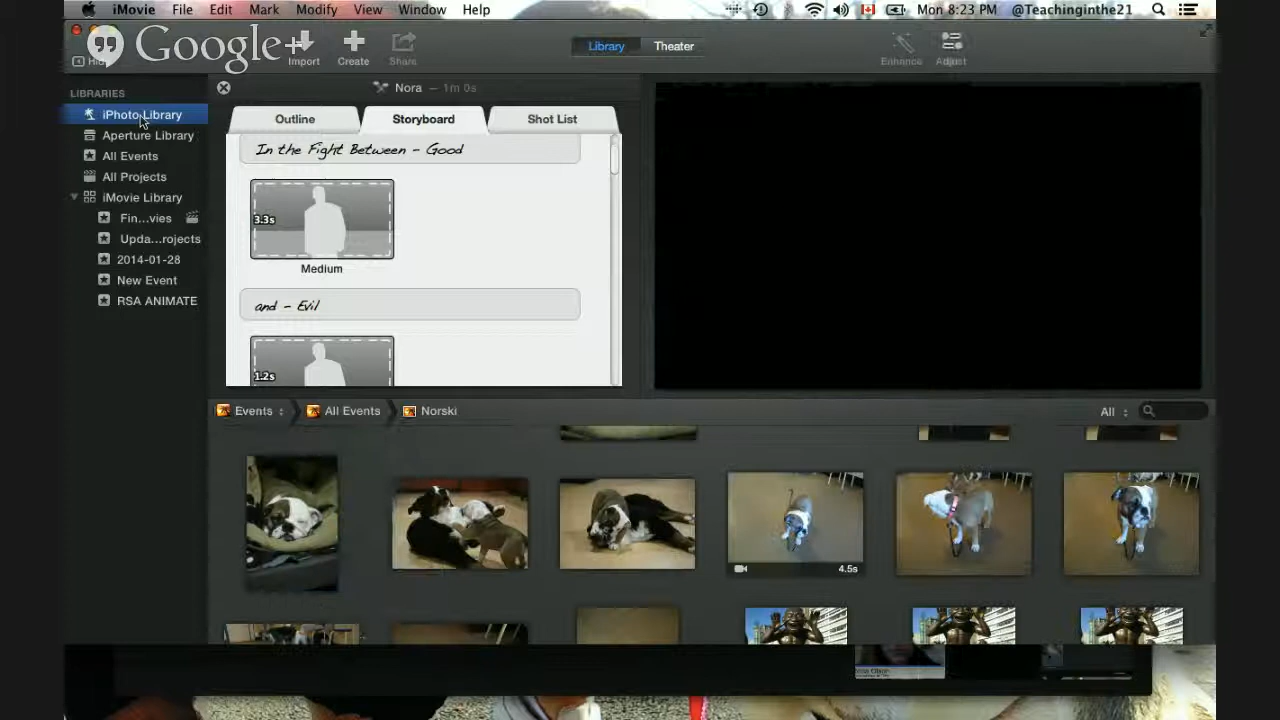 iMovie File Edit Mark Modify View Window Help Mon 8:23 PM @Teachinginthe21
Google+
Import Create Share Library Theater Enhance Adjust
LIBRARIES
Nora – 1m 0s
iPhoto Library
Outline Storyboard Shot List
Aperture Library
In the Fight Between - Good
All Events
All Projects
iMovie Library
Fin...vies
3.3s
Upda...rojects
2014-01-28
Medium
New Event
RSA ANIMATE
and - Evil
1.2s
Events All Events Norski All
4.5s